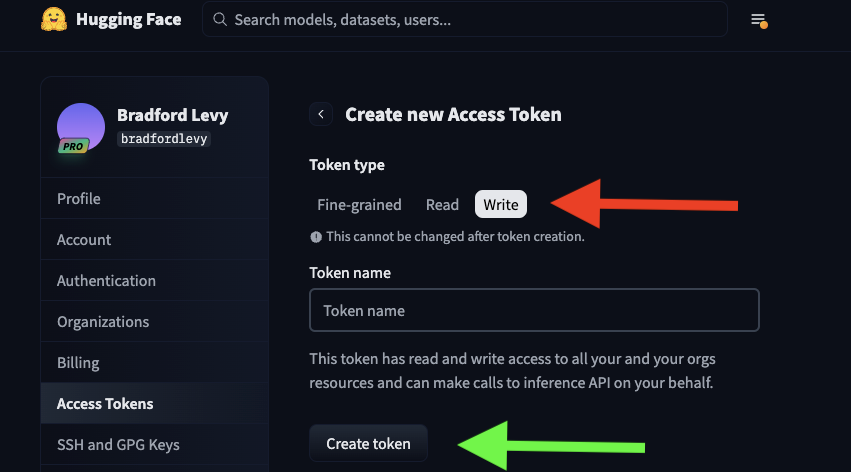 Hugging Face
Search models, datasets, users...
Bradford Levy
PRO
bradfordlevy
Profile
Account
Authentication
Organizations
Billing
Access Tokens
SSH and GPG Keys
Create new Access Token
Token type
Fine-grained Read Write
This cannot be changed after token creation.
Token name
Token name
This token has read and write access to all your and your orgs
resources and can make calls to inference API on your behalf.
Create token